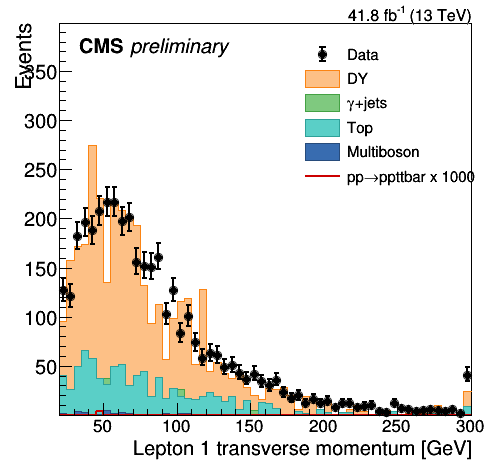 41.8 fb⁻¹ (13 TeV)
Events
CMS preliminary
Data
DY
γ+jets
Top
Multiboson
pp→ppttbar x 1000
350
300
250
200
150
100
50
50 100 150 200 250 300
Lepton 1 transverse momentum [GeV]